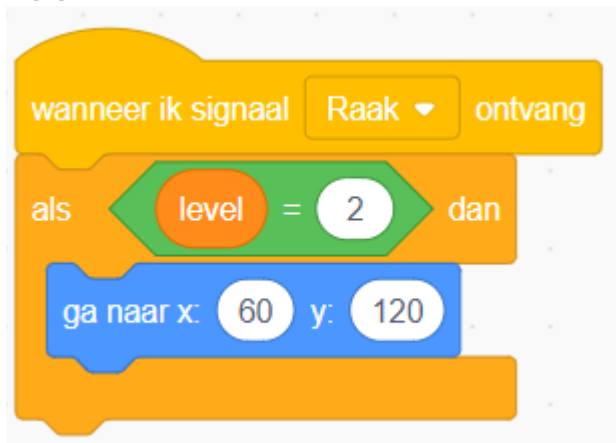 wanneer ik signaal Raak ontvang
als level = 2 dan
ga naar x: 60 y: 120